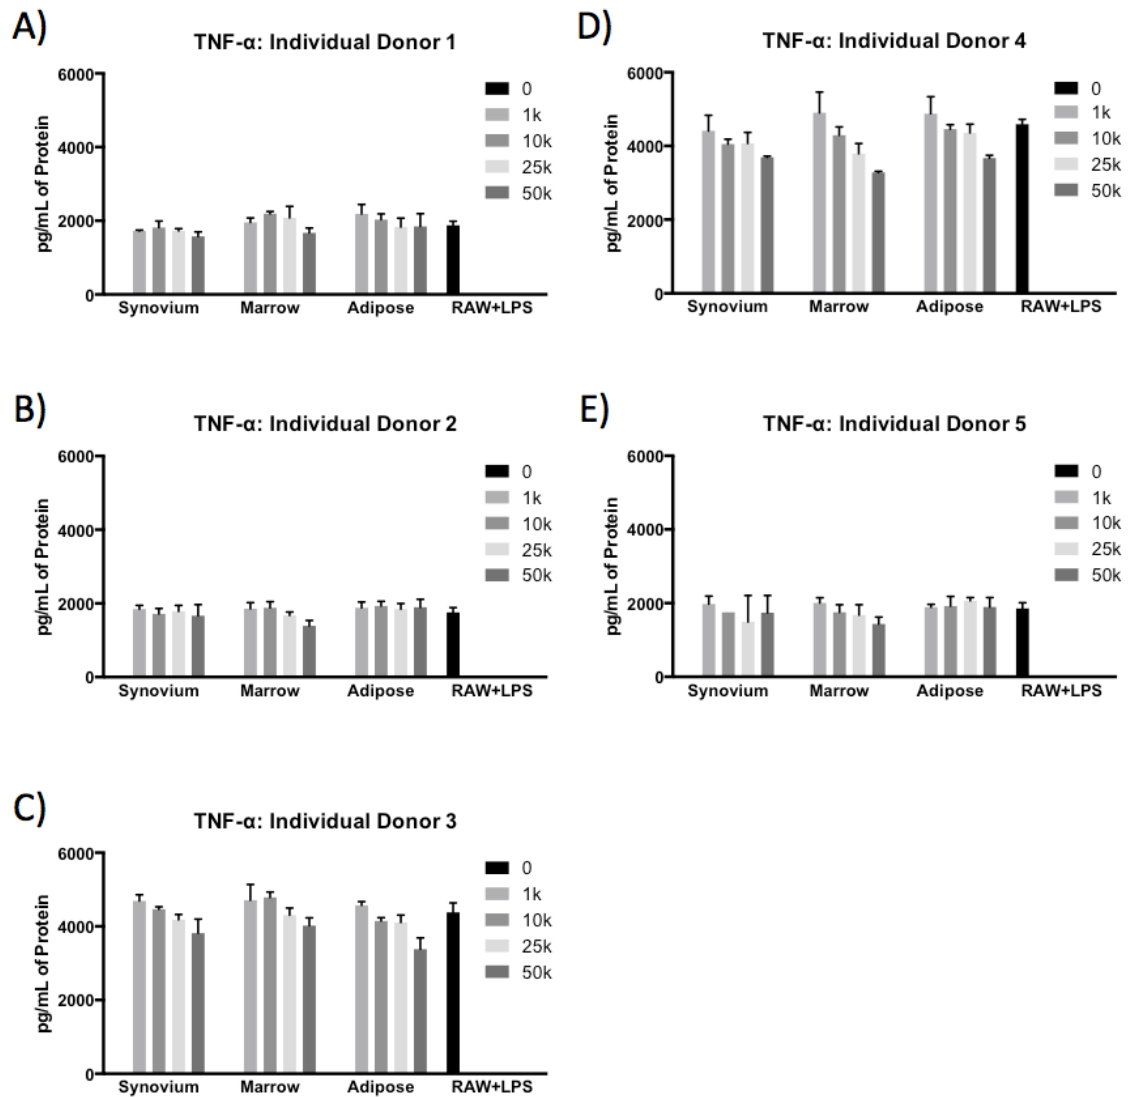 A)
TNF-α: Individual Donor 1
pg/mL of Protein
6000
4000
2000
0
0
1k
10k
25k
50k
Synovium Marrow Adipose RAW+LPS
B)
TNF-α: Individual Donor 2
pg/mL of Protein
6000
4000
2000
0
0
1k
10k
25k
50k
Synovium Marrow Adipose RAW+LPS
C)
TNF-α: Individual Donor 3
pg/mL of Protein
6000
4000
2000
0
0
1k
10k
25k
50k
Synovium Marrow Adipose RAW+LPS
D)
TNF-α: Individual Donor 4
pg/mL of Protein
6000
4000
2000
0
0
1k
10k
25k
50k
Synovium Marrow Adipose RAW+LPS
E)
TNF-α: Individual Donor 5
pg/mL of Protein
6000
4000
2000
0
0
1k
10k
25k
50k
Synovium Marrow Adipose RAW+LPS